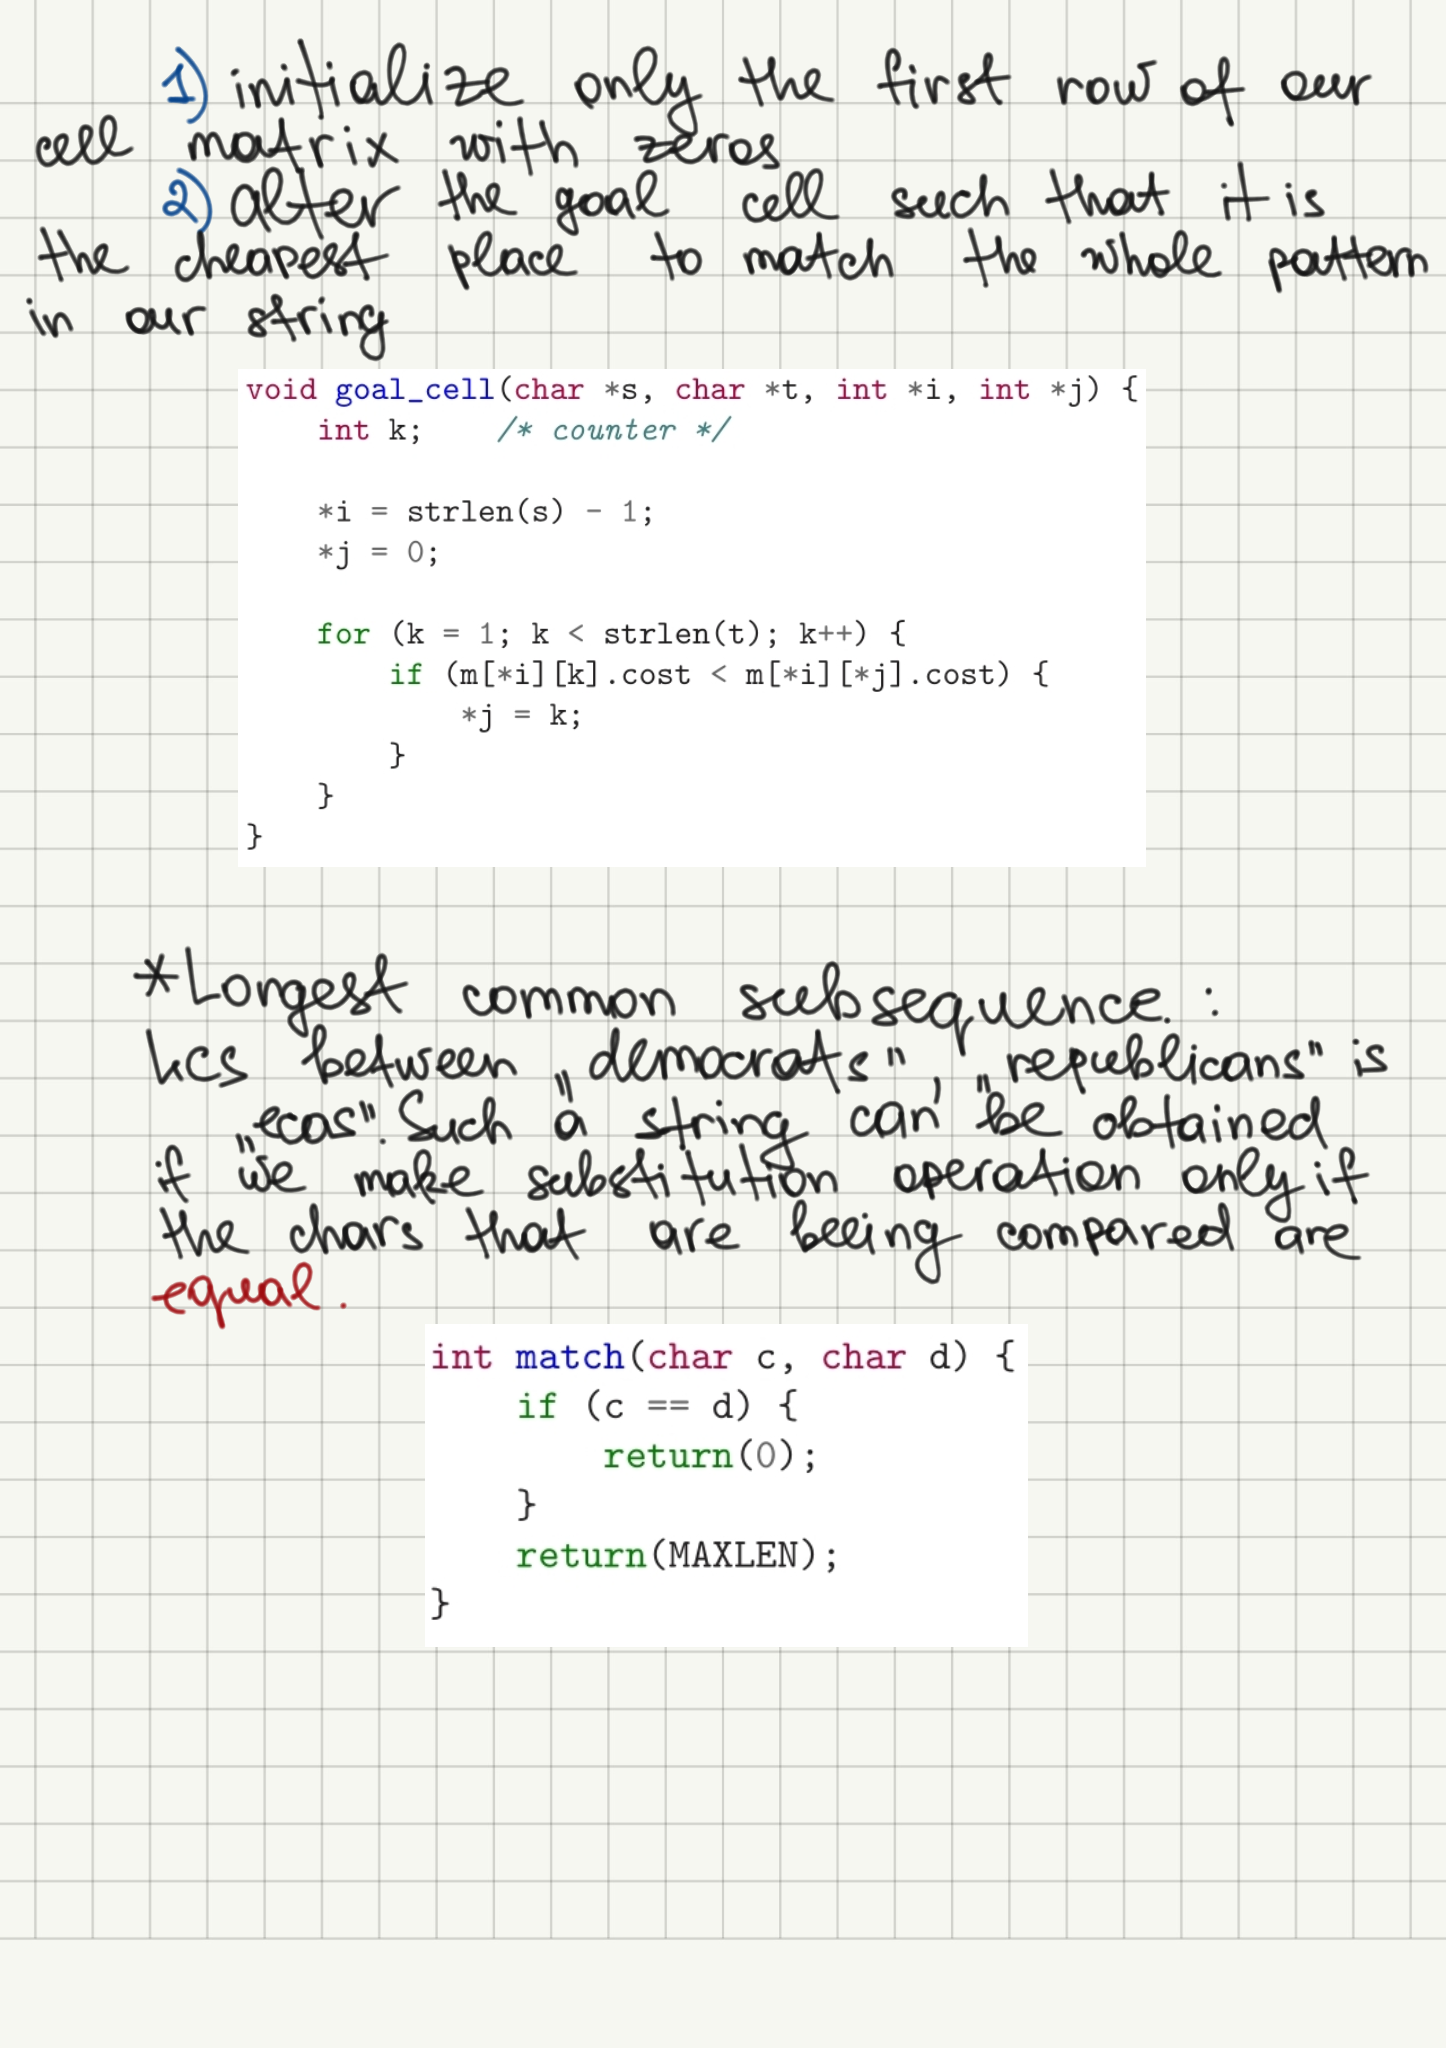 1) initialize only the first row of our
cell matrix with zeros
2) alter the goal cell such that it is
the cheapest place to match the whole pattern
in our string
void goal_cell(char *s, char *t, int *i, int *j) {
    int k;    /* counter */
    *i = strlen(s) - 1;
    *j = 0;
    for (k = 1; k < strlen(t); k++) {
        if (m[*i][k].cost < m[*i][*j].cost) {
            *j = k;
        }
    }
}
*Longest common subsequence.:
LCS between „democrats", „republicans" is
„ecas". Such a string can be obtained
if we make substitution operation only if
the chars that are being compared are
equal.
int match(char c, char d) {
    if (c == d) {
        return(0);
    }
    return(MAXLEN);
}